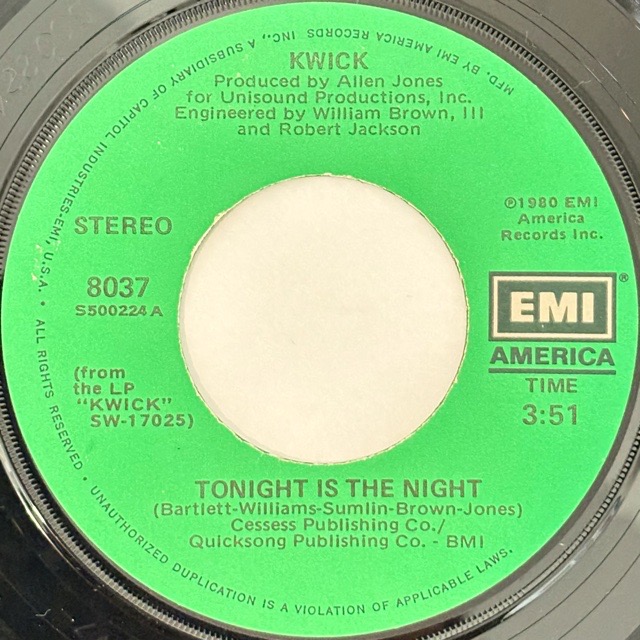 KWICK
Produced by Allen Jones
for Unisound Productions, Inc.
Engineered by William Brown, III
and Robert Jackson
STEREO
8037
S500224A
(from
the LP
"KWICK"
SW-17025)
℗1980 EMI
America
Records Inc.
EMI®
AMERICA
TIME
3:51
TONIGHT IS THE NIGHT
(Bartlett-Williams-Sumlin-Brown-Jones)
Cessess Publishing Co./
Quicksong Publishing Co. - BMI
MFD. BY EMI AMERICA RECORDS, INC., A SUBSIDIARY OF CAPITOL INDUSTRIES-EMI, U.S.A. • ALL RIGHTS RESERVED • UNAUTHORIZED DUPLICATION IS A VIOLATION OF APPLICABLE LAWS.